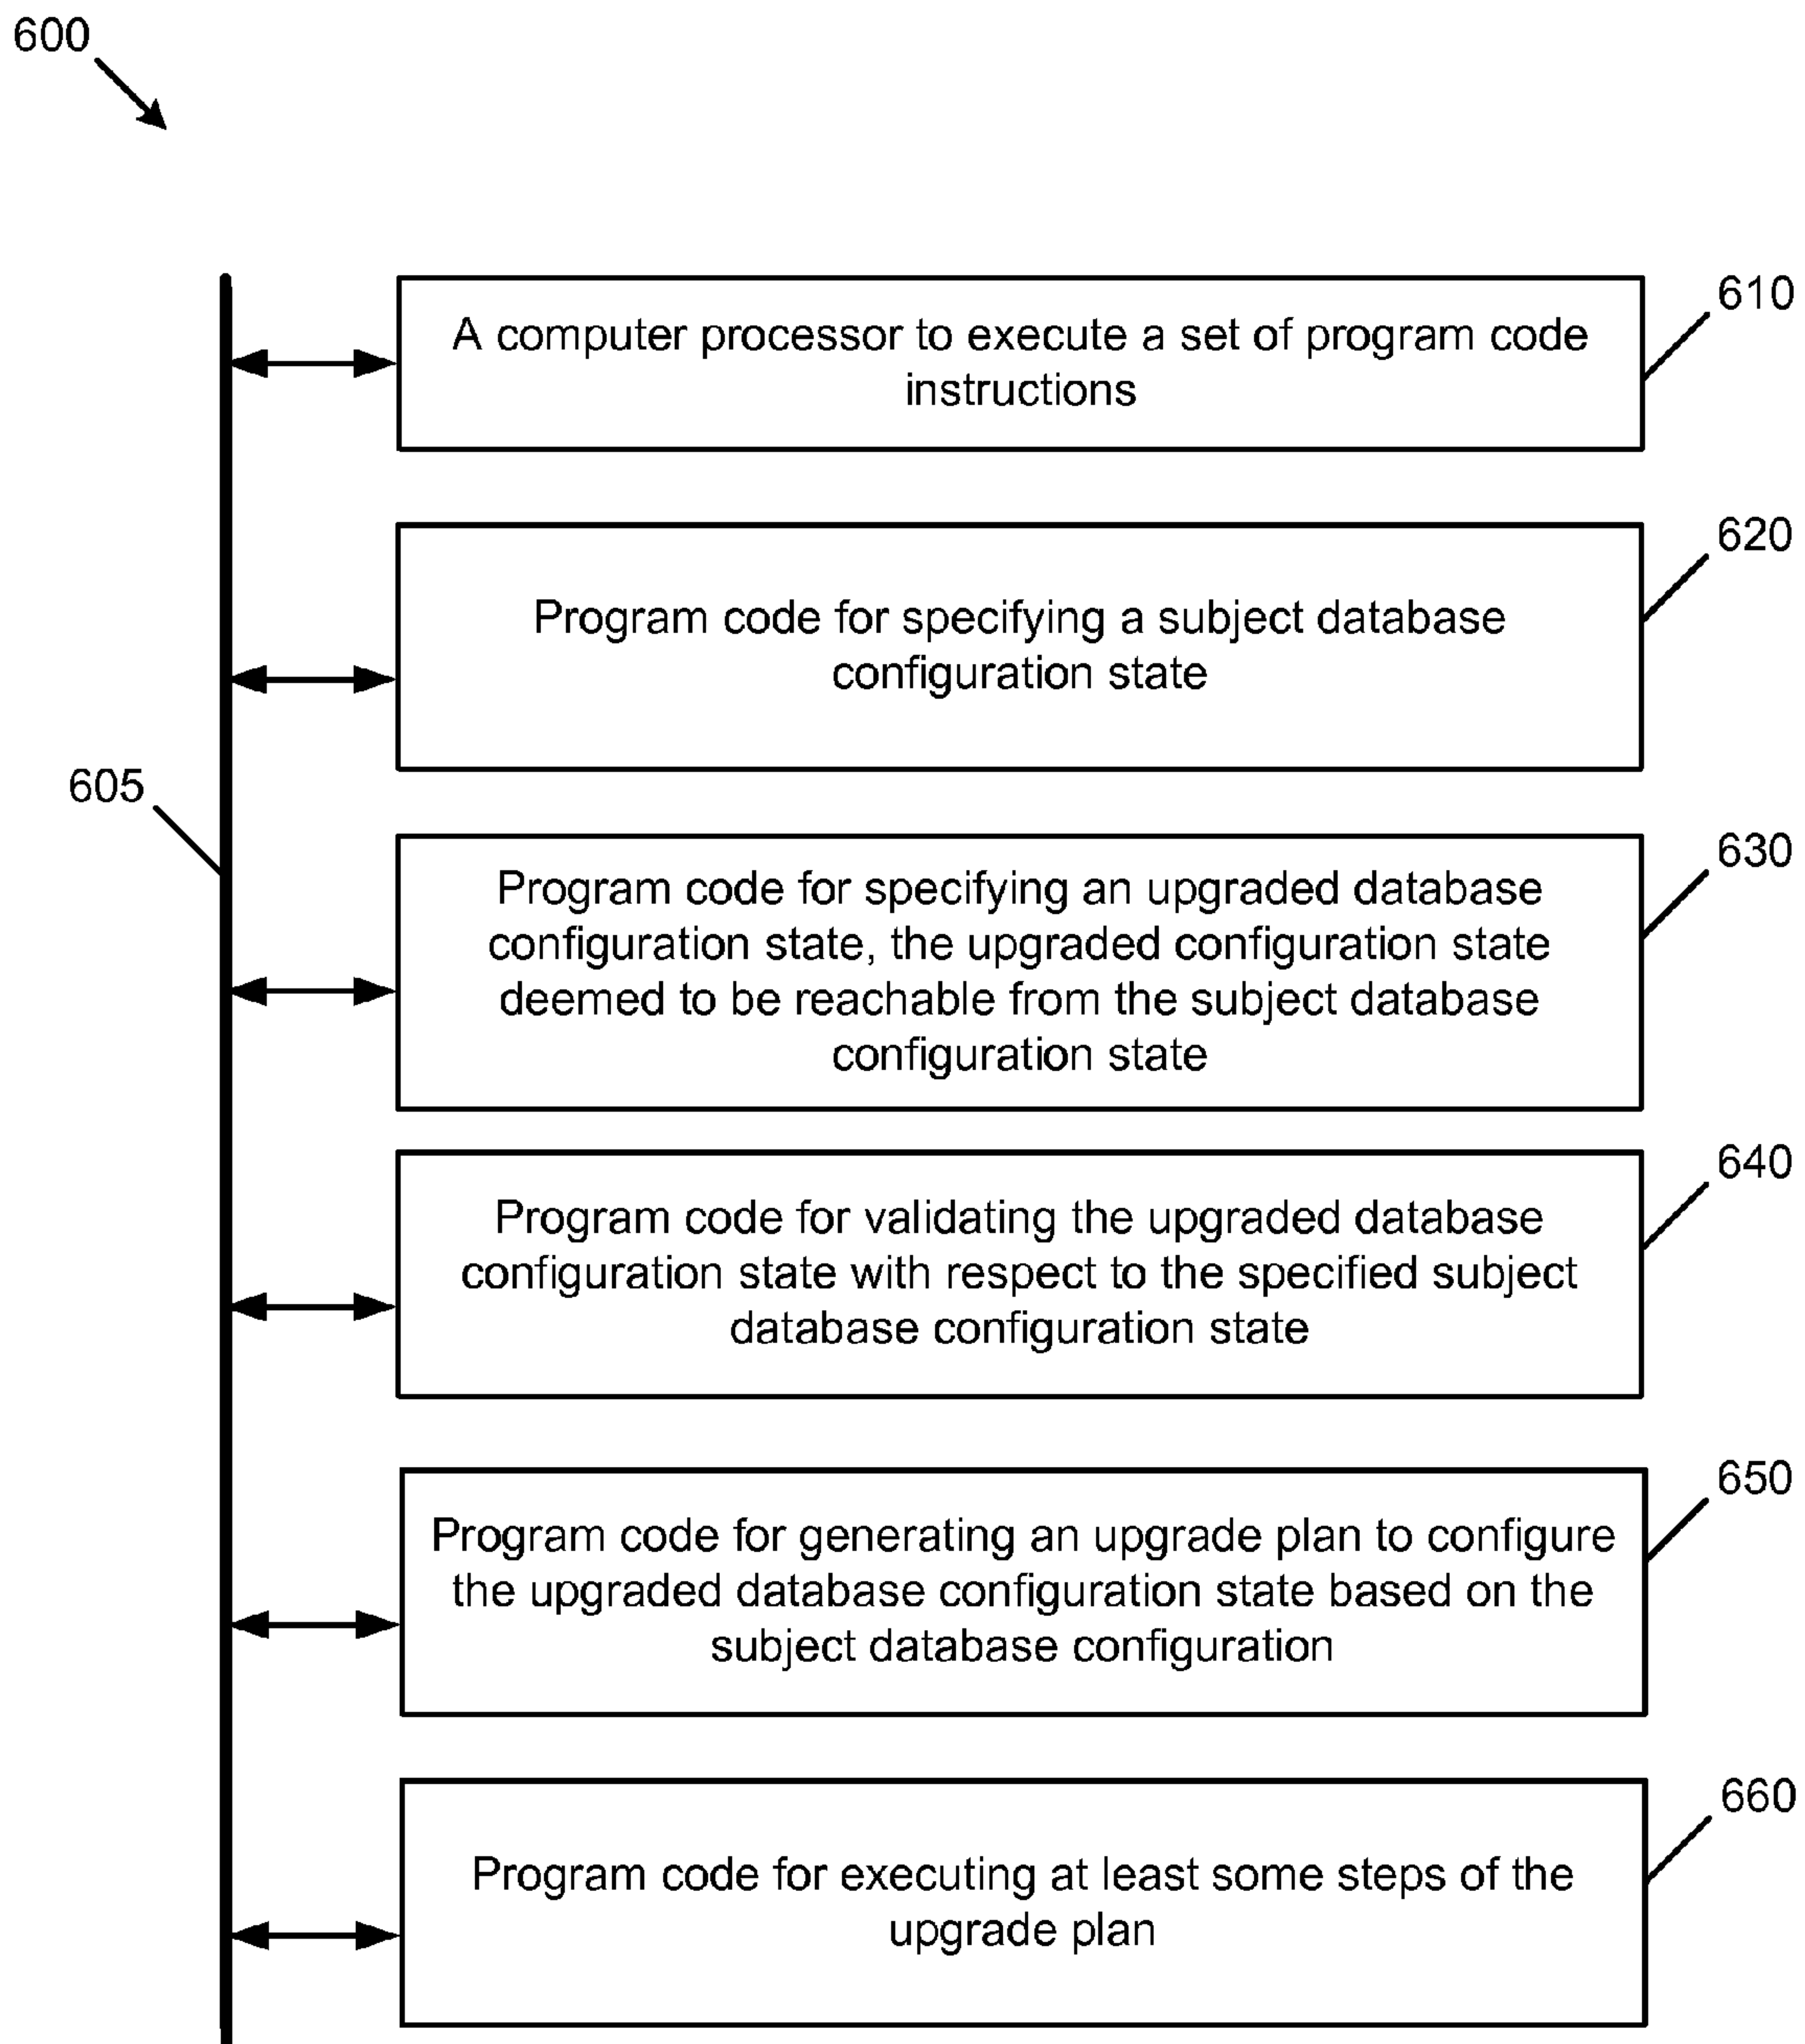 600
610
A computer processor to execute a set of program code
instructions
620
Program code for specifying a subject database
configuration state
605
630
Program code for specifying an upgraded database
configuration state, the upgraded configuration state
deemed to be reachable from the subject database
configuration state
640
Program code for validating the upgraded database
configuration state with respect to the specified subject
database configuration state
650
Program code for generating an upgrade plan to configure
the upgraded database configuration state based on the
subject database configuration
660
Program code for executing at least some steps of the
upgrade plan